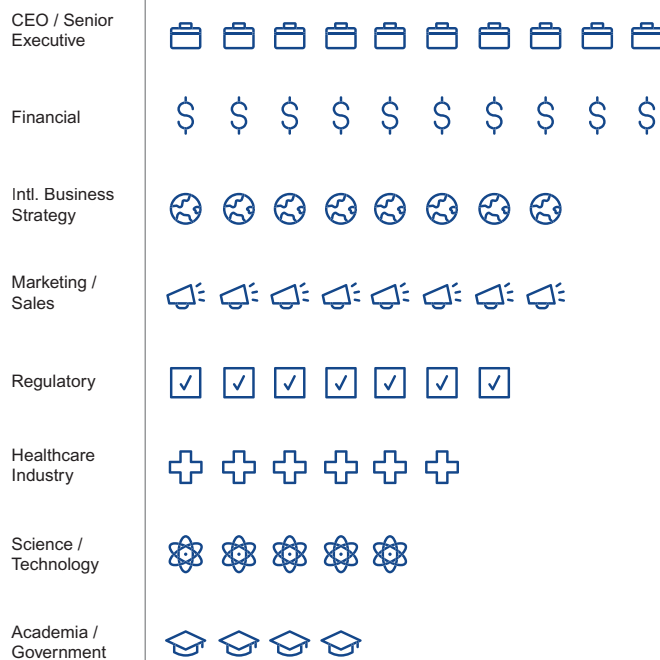 CEO / Senior
Executive
Financial
Intl. Business
Strategy
Marketing /
Sales
Regulatory
Healthcare
Industry
Science /
Technology
Academia /
Government